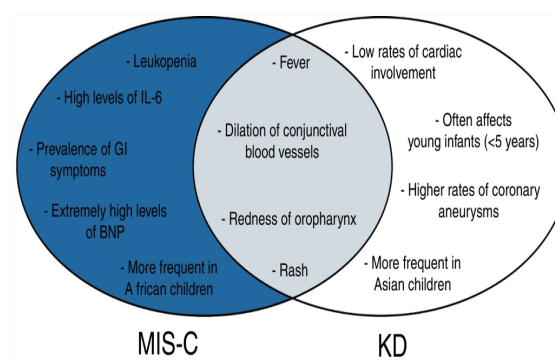 - Leukopenia
- High levels of IL-6
- Prevalence of GI
symptoms
- Extremely high levels
of BNP
- More frequent in
A frican children
- Fever
- Dilation of conjunctival
blood vessels
- Redness of oropharynx
- Rash
- Low rates of cardiac
involvement
- Often affects
young infants (<5 years)
- Higher rates of coronary
aneurysms
- More frequent in
Asian children
MIS-C
KD